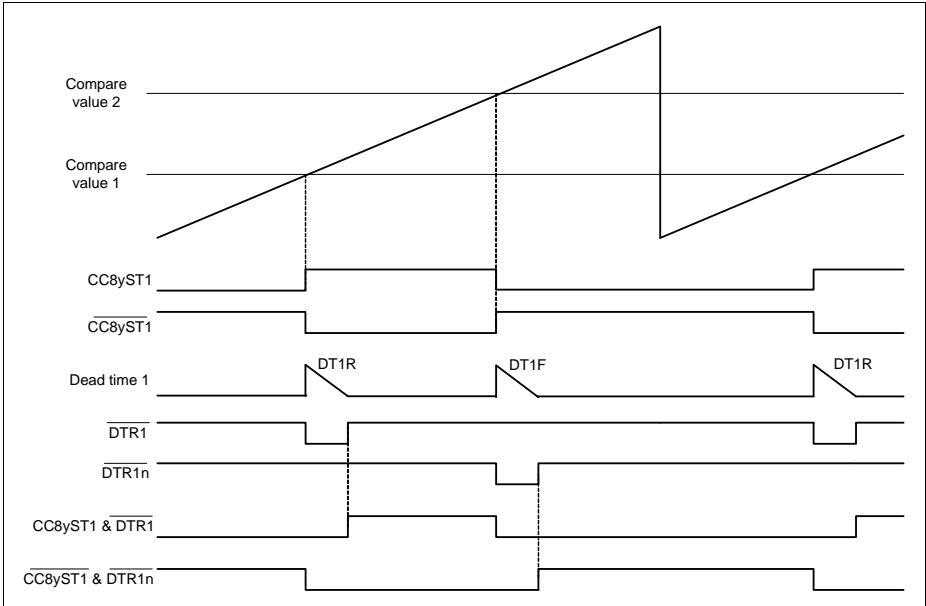 Compare
value 2
Compare
value 1
CC8yST1
CC8yST1
DT1R
DT1F
DT1R
Dead time 1
DTR1
DTR1n
CC8yST1 & DTR1
CC8yST1 & DTR1n